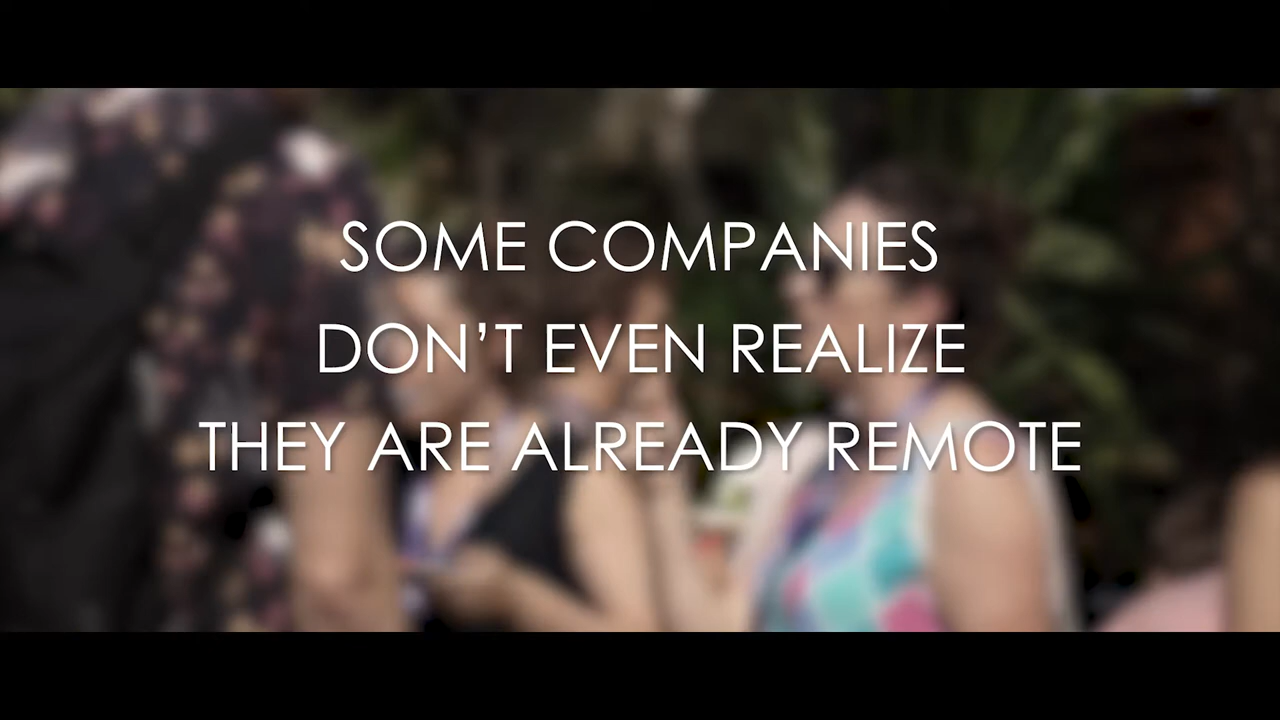 SOME COMPANIES
DON’T EVEN REALIZE
THEY ARE ALREADY REMOTE